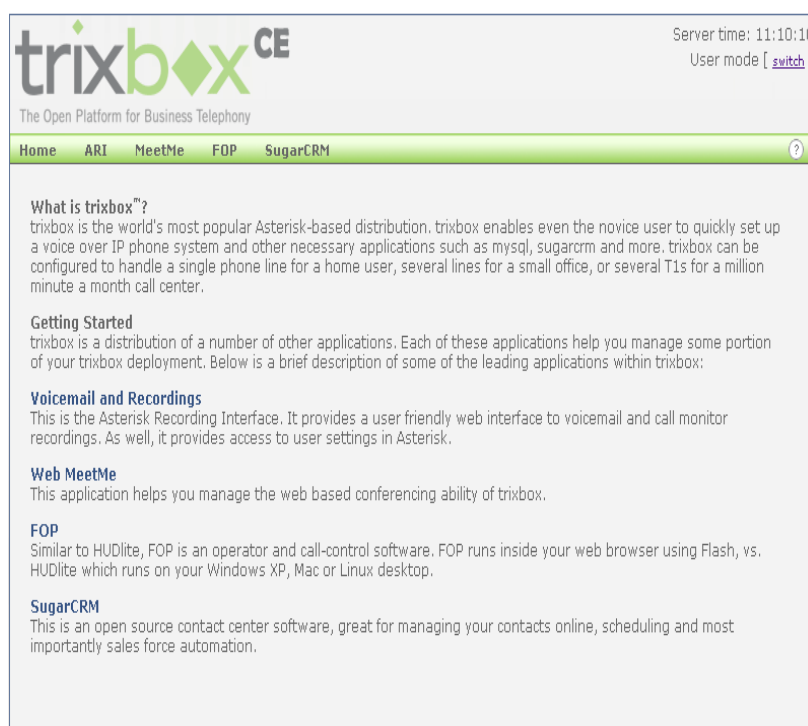 trixbox CE
The Open Platform for Business Telephony
Server time: 11:10:10
User mode [ switch
Home ARI MeetMe FOP SugarCRM ?
What is trixbox™?
trixbox is the world's most popular Asterisk-based distribution. trixbox enables even the novice user to quickly set up
a voice over IP phone system and other necessary applications such as mysql, sugarcrm and more. trixbox can be
configured to handle a single phone line for a home user, several lines for a small office, or several T1s for a million
minute a month call center.
Getting Started
trixbox is a distribution of a number of other applications. Each of these applications help you manage some portion
of your trixbox deployment. Below is a brief description of some of the leading applications within trixbox:
Voicemail and Recordings
This is the Asterisk Recording Interface. It provides a user friendly web interface to voicemail and call monitor
recordings. As well, it provides access to user settings in Asterisk.
Web MeetMe
This application helps you manage the web based conferencing ability of trixbox.
FOP
Similar to HUDlite, FOP is an operator and call-control software. FOP runs inside your web browser using Flash, vs.
HUDlite which runs on your Windows XP, Mac or Linux desktop.
SugarCRM
This is an open source contact center software, great for managing your contacts online, scheduling and most
importantly sales force automation.